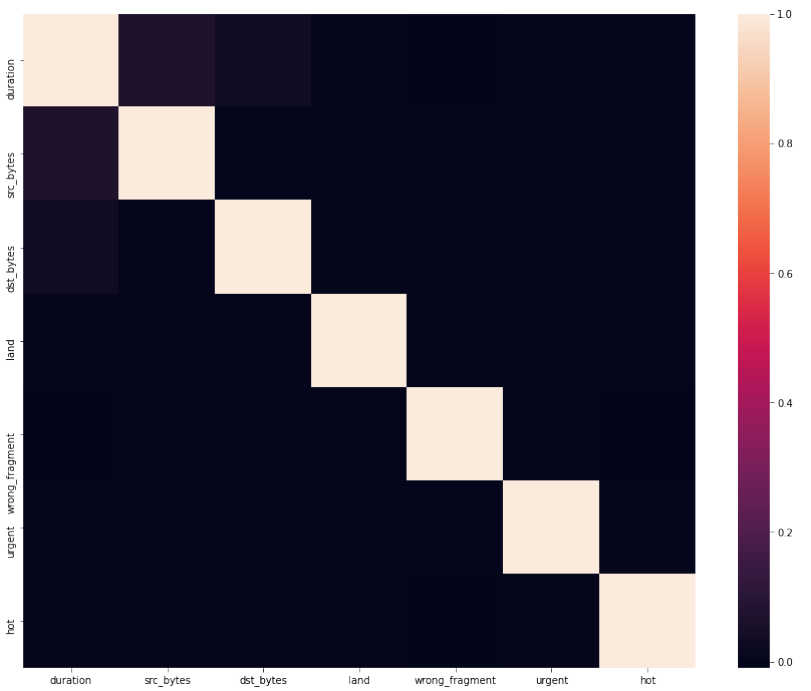 duration
src_bytes
dst_bytes
land
wrong_fragment
urgent
hot
duration src_bytes dst_bytes land wrong_fragment urgent hot
1.0
0.8
0.6
0.4
0.2
0.0